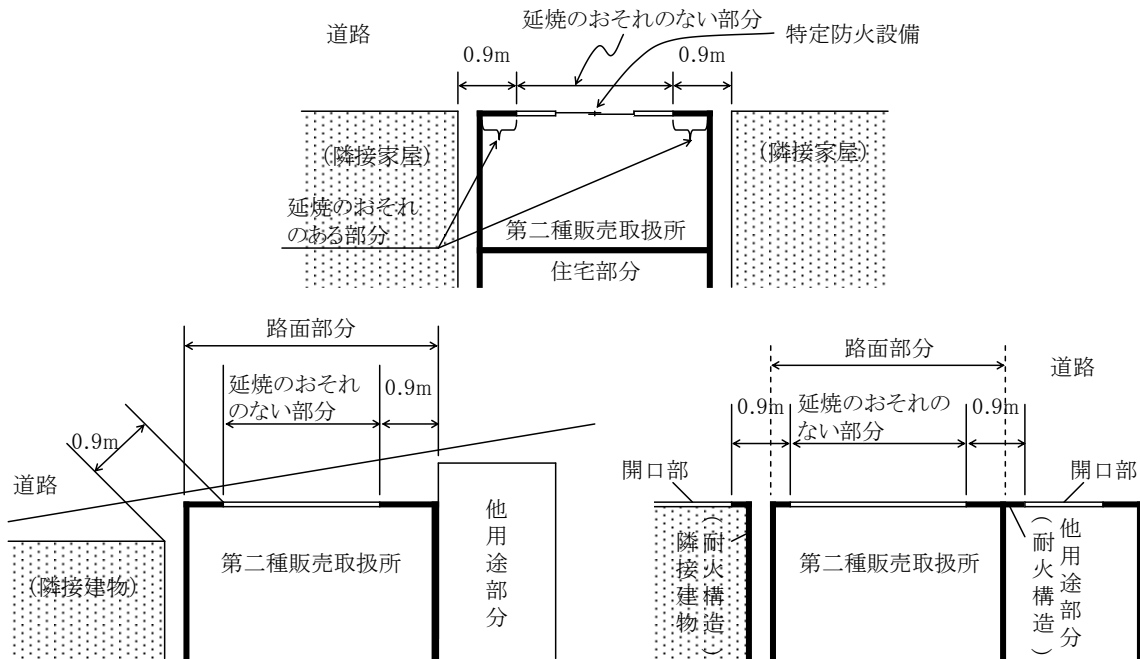 延焼のおそれのない部分
道路
特定防火設備
0.9m
0.9m
(隣接家屋)
(隣接家屋)
延焼のおそれ
のある部分
第二種販売取扱所
住宅部分
路面部分
延焼のおそれ
のない部分
0.9m
0.9m
道路
他用途部分
第二種販売取扱所
(隣接建物)
路面部分
道路
0.9m
延焼のおそれの
ない部分
0.9m
開口部
開口部
隣接建物
(耐火構造)
第二種販売取扱所
他用途部分
(耐火構造)